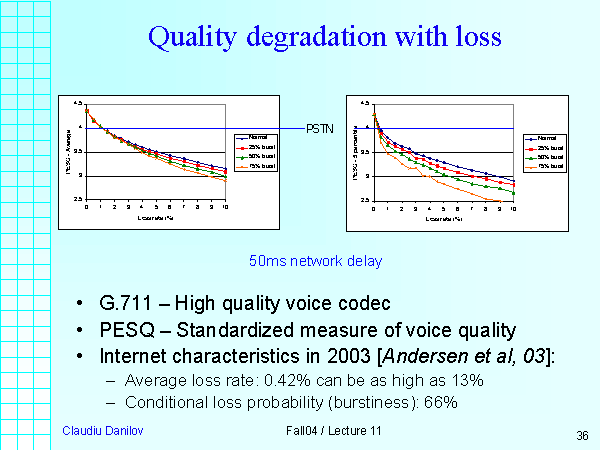 Quality degradation with loss
4.5
4
3.5
3
2.5
0 1 2 3 4 5 6 7 8 9 10
PESQ - Average
Loss rate (%)
Normal
25% burst
50% burst
75% burst
PSTN
4.5
4
3.5
3
2.5
0 1 2 3 4 5 6 7 8 9 10
PESQ - 5 percentile
Loss rate (%)
Normal
25% burst
50% burst
75% burst
50ms network delay
• G.711 – High quality voice codec
• PESQ – Standardized measure of voice quality
• Internet characteristics in 2003 [Andersen et al, 03]:
– Average loss rate: 0.42% can be as high as 13%
– Conditional loss probability (burstiness): 66%
Claudiu Danilov
Fall04 / Lecture 11
36